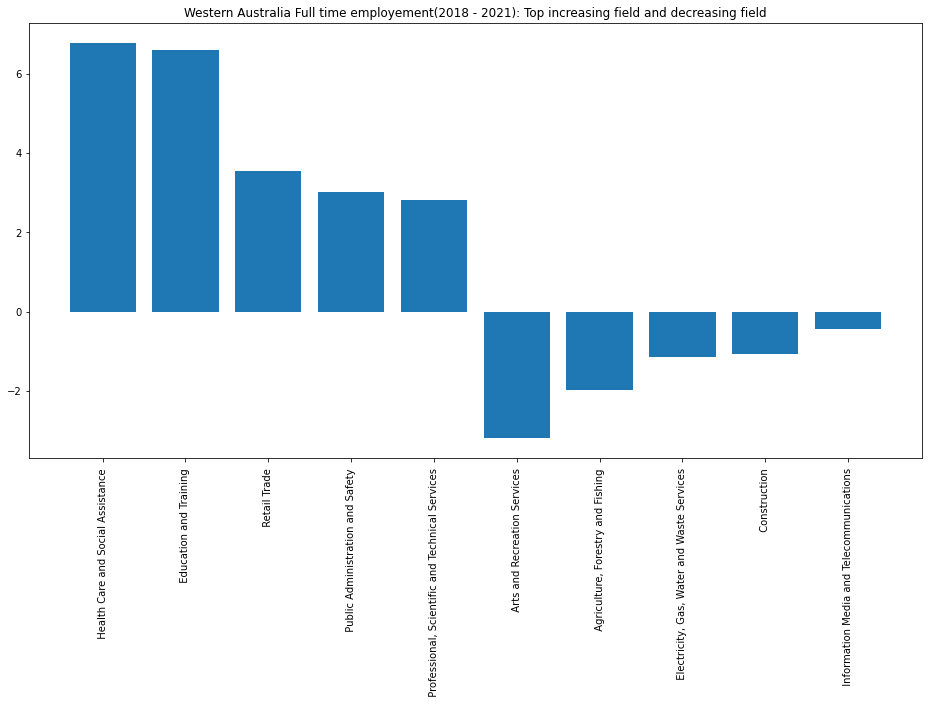 Western Australia Full time employement(2018 - 2021): Top increasing field and decreasing field
6
4
2
0
−2
Health Care and Social Assistance
Education and Training
Retail Trade
Public Administration and Safety
Professional, Scientific and Technical Services
Arts and Recreation Services
Agriculture, Forestry and Fishing
Electricity, Gas, Water and Waste Services
Construction
Information Media and Telecommunications